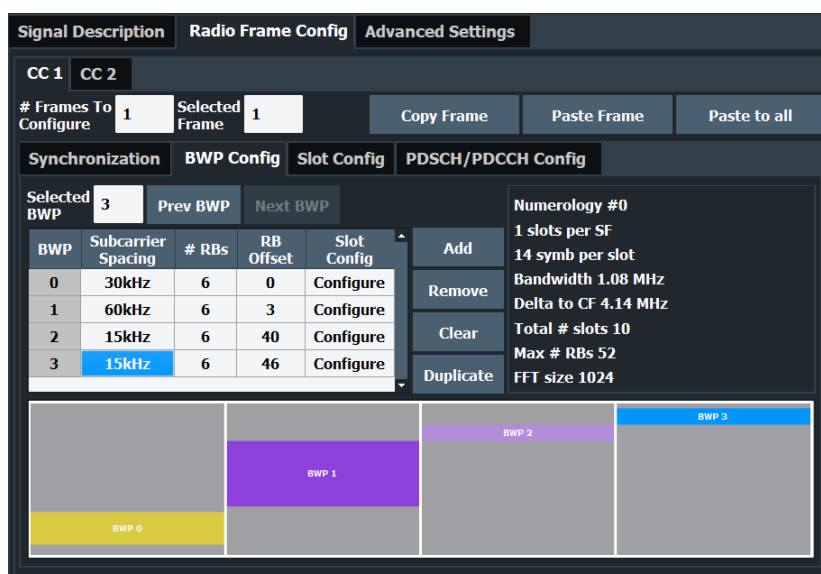 Signal Description Radio Frame Config Advanced Settings
CC 1 CC 2
# Frames To Configure 1 Selected Frame 1 Copy Frame Paste Frame Paste to all
Synchronization BWP Config Slot Config PDSCH/PDCCH Config
Selected BWP 3 Prev BWP Next BWP
BWP Subcarrier Spacing # RBs RB Offset Slot Config
0 30kHz 6 0 Configure
1 60kHz 6 3 Configure
2 15kHz 6 40 Configure
3 15kHz 6 46 Configure
Add
Remove
Clear
Duplicate
Numerology #0
1 slots per SF
14 symb per slot
Bandwidth 1.08 MHz
Delta to CF 4.14 MHz
Total # slots 10
Max # RBs 52
FFT size 1024
BWP 3
BWP 2
BWP 1
BWP 0